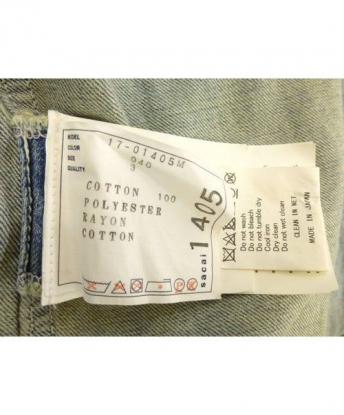 MODEL 17-01405M
COLOR 040
SIZE 3
QUALITY
COTTON 100
POLYESTER
RAYON
COTTON
sacai 1405
Do not wash
Do not bleach
Do not tumble dry
Cool iron
Dry clean
Do not wet clean
CLEAN IN NET
MADE IN JAPAN